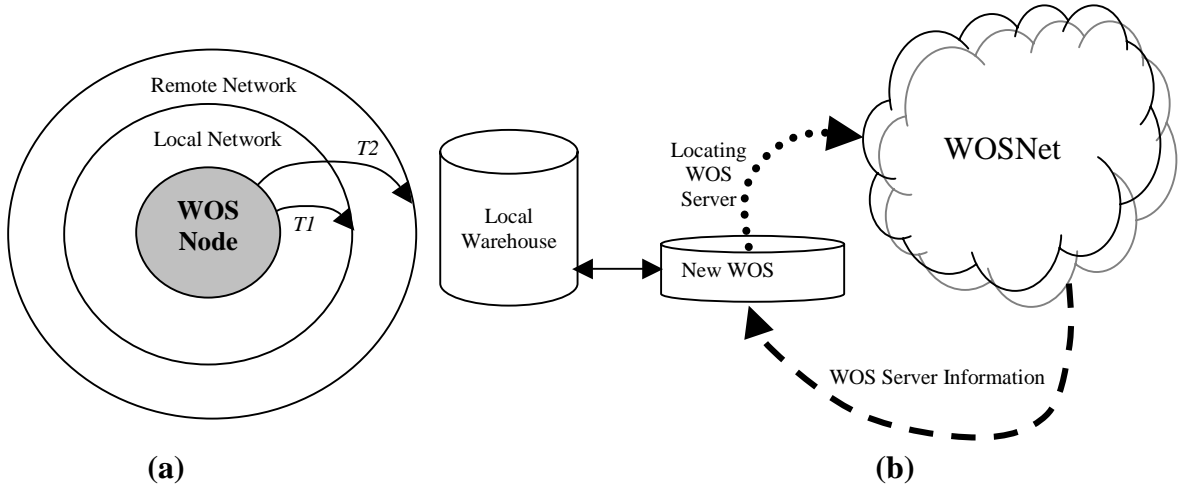 Remote Network
Local Network
T2
WOS
Node
T1
(a)
Local
Warehouse
Locating
WOS
Server
New WOS
WOSNet
WOS Server Information
(b)